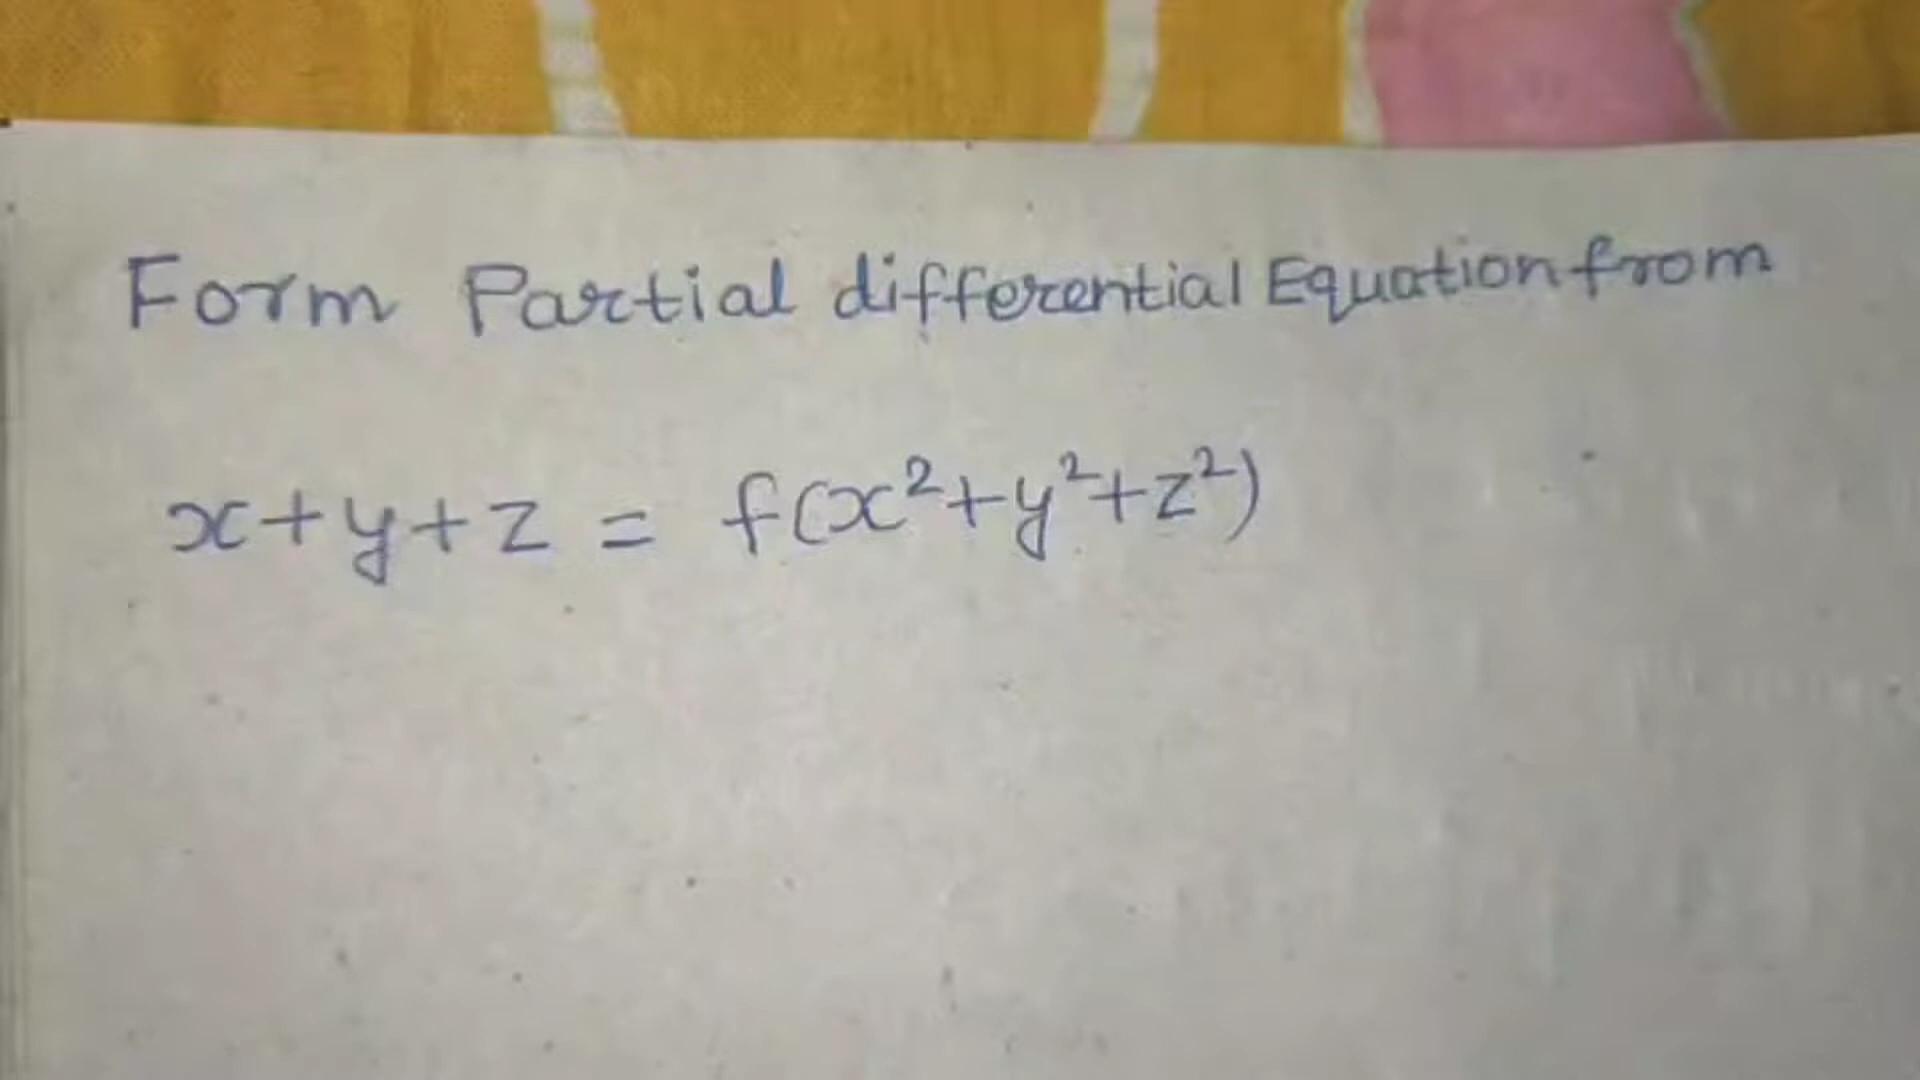 Form Partial differential Equation from
x+y+z = f(x²+y²+z²)